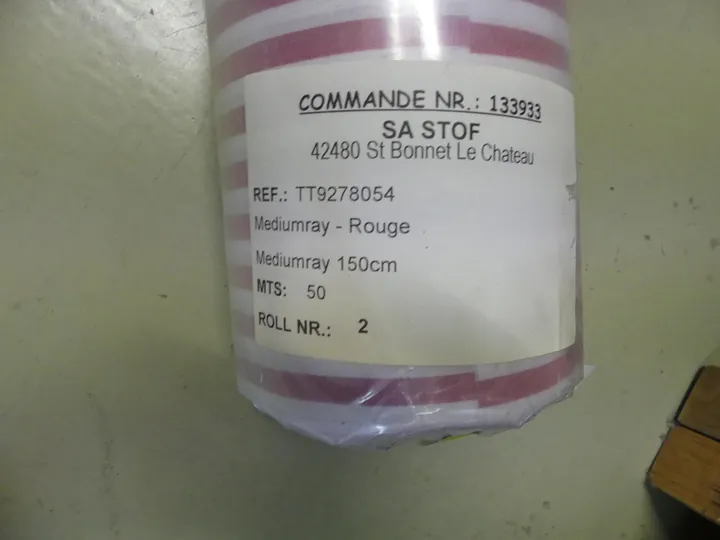 COMMANDE NR.: 133933
SA STOF
42480 St Bonnet Le Chateau
REF.: TT9278054
Mediumray - Rouge
Mediumray 150cm
MTS: 50
ROLL NR.: 2